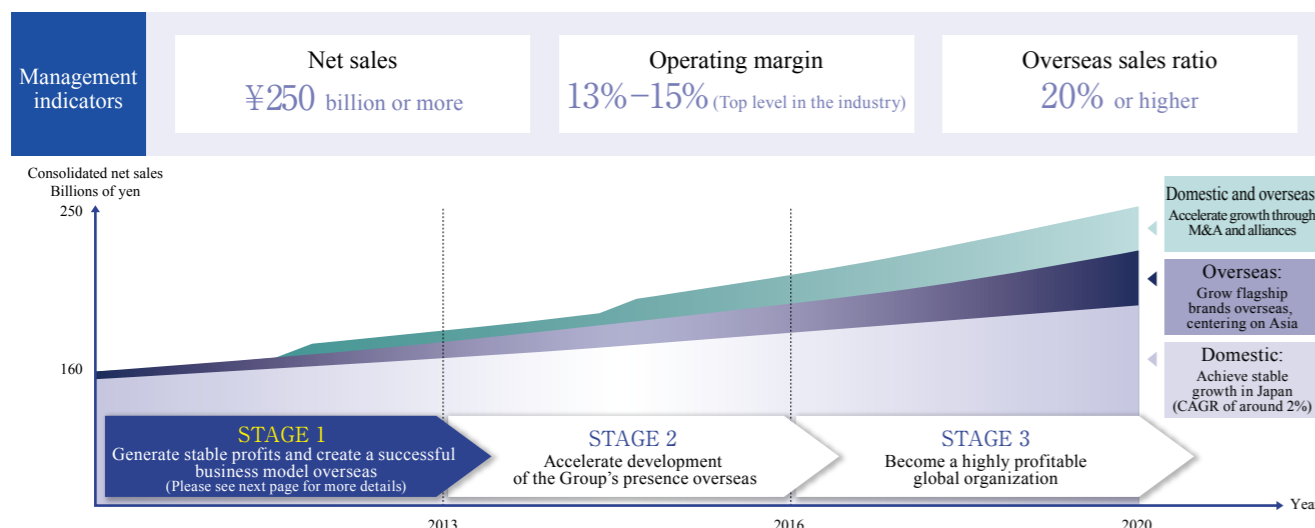 Management
indicators
Net sales
¥250 billion or more
Operating margin
13%–15% (Top level in the industry)
Overseas sales ratio
20% or higher
Consolidated net sales
Billions of yen
250
160
Domestic and overseas
Accelerate growth through
M&A and alliances
Overseas:
Grow flagship
brands overseas,
centering on Asia
Domestic:
Achieve stable
growth in Japan
(CAGR of around 2%)
STAGE 1
Generate stable profits and create a successful
business model overseas
(Please see next page for more details)
STAGE 2
Accelerate development
of the Group's presence overseas
STAGE 3
Become a highly profitable
global organization
2013
2016
2020
Yea